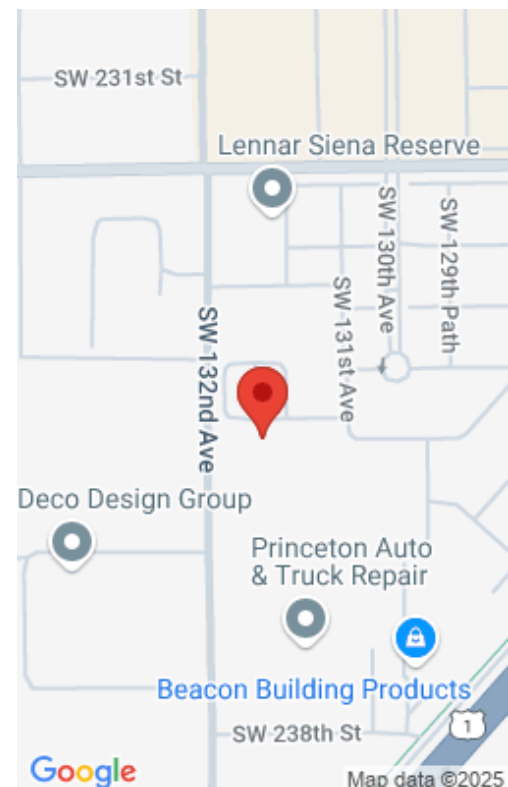 SW 231st St
Lennar Siena Reserve
SW 130th Ave
SW 129th Path
SW 131st Ave
SW 132nd Ave
Deco Design Group
Princeton Auto
& Truck Repair
Beacon Building Products
1
SW 238th St
Google
Map data ©2025